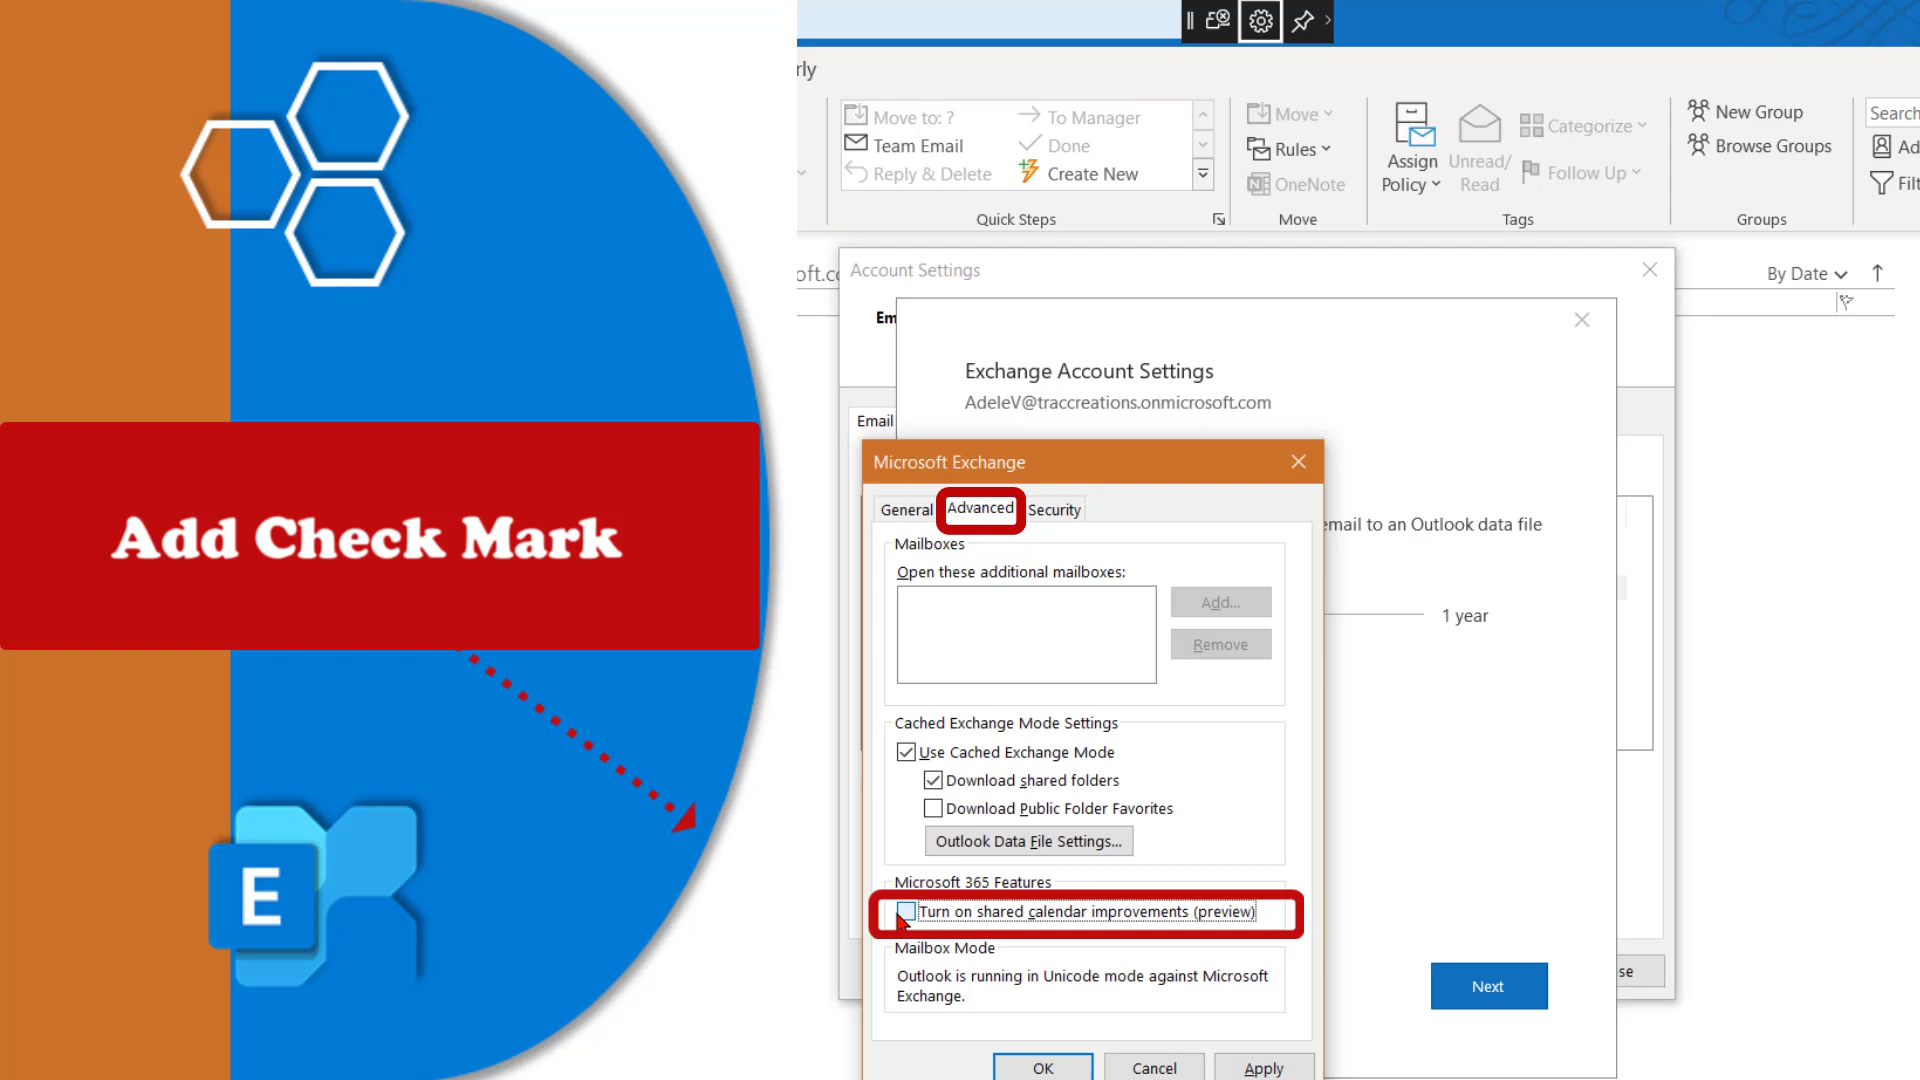 Add Check Mark
E
rly
Move to: ?
To Manager
Team Email
Done
Reply & Delete
Create New
Quick Steps
Move
Rules
OneNote
Move
Assign
Policy
Unread/
Read
Categorize
Follow Up
Tags
New Group
Browse Groups
Groups
Search
Ad
Filt
oft.co
By Date
Account Settings
Em
Email
Exchange Account Settings
AdeleV@traccreations.onmicrosoft.com
email to an Outlook data file
1 year
Next
se
Microsoft Exchange
General
Advanced
Security
Mailboxes
Open these additional mailboxes:
Add...
Remove
Cached Exchange Mode Settings
Use Cached Exchange Mode
Download shared folders
Download Public Folder Favorites
Outlook Data File Settings...
Microsoft 365 Features
Turn on shared calendar improvements (preview)
Mailbox Mode
Outlook is running in Unicode mode against Microsoft
Exchange.
OK
Cancel
Apply